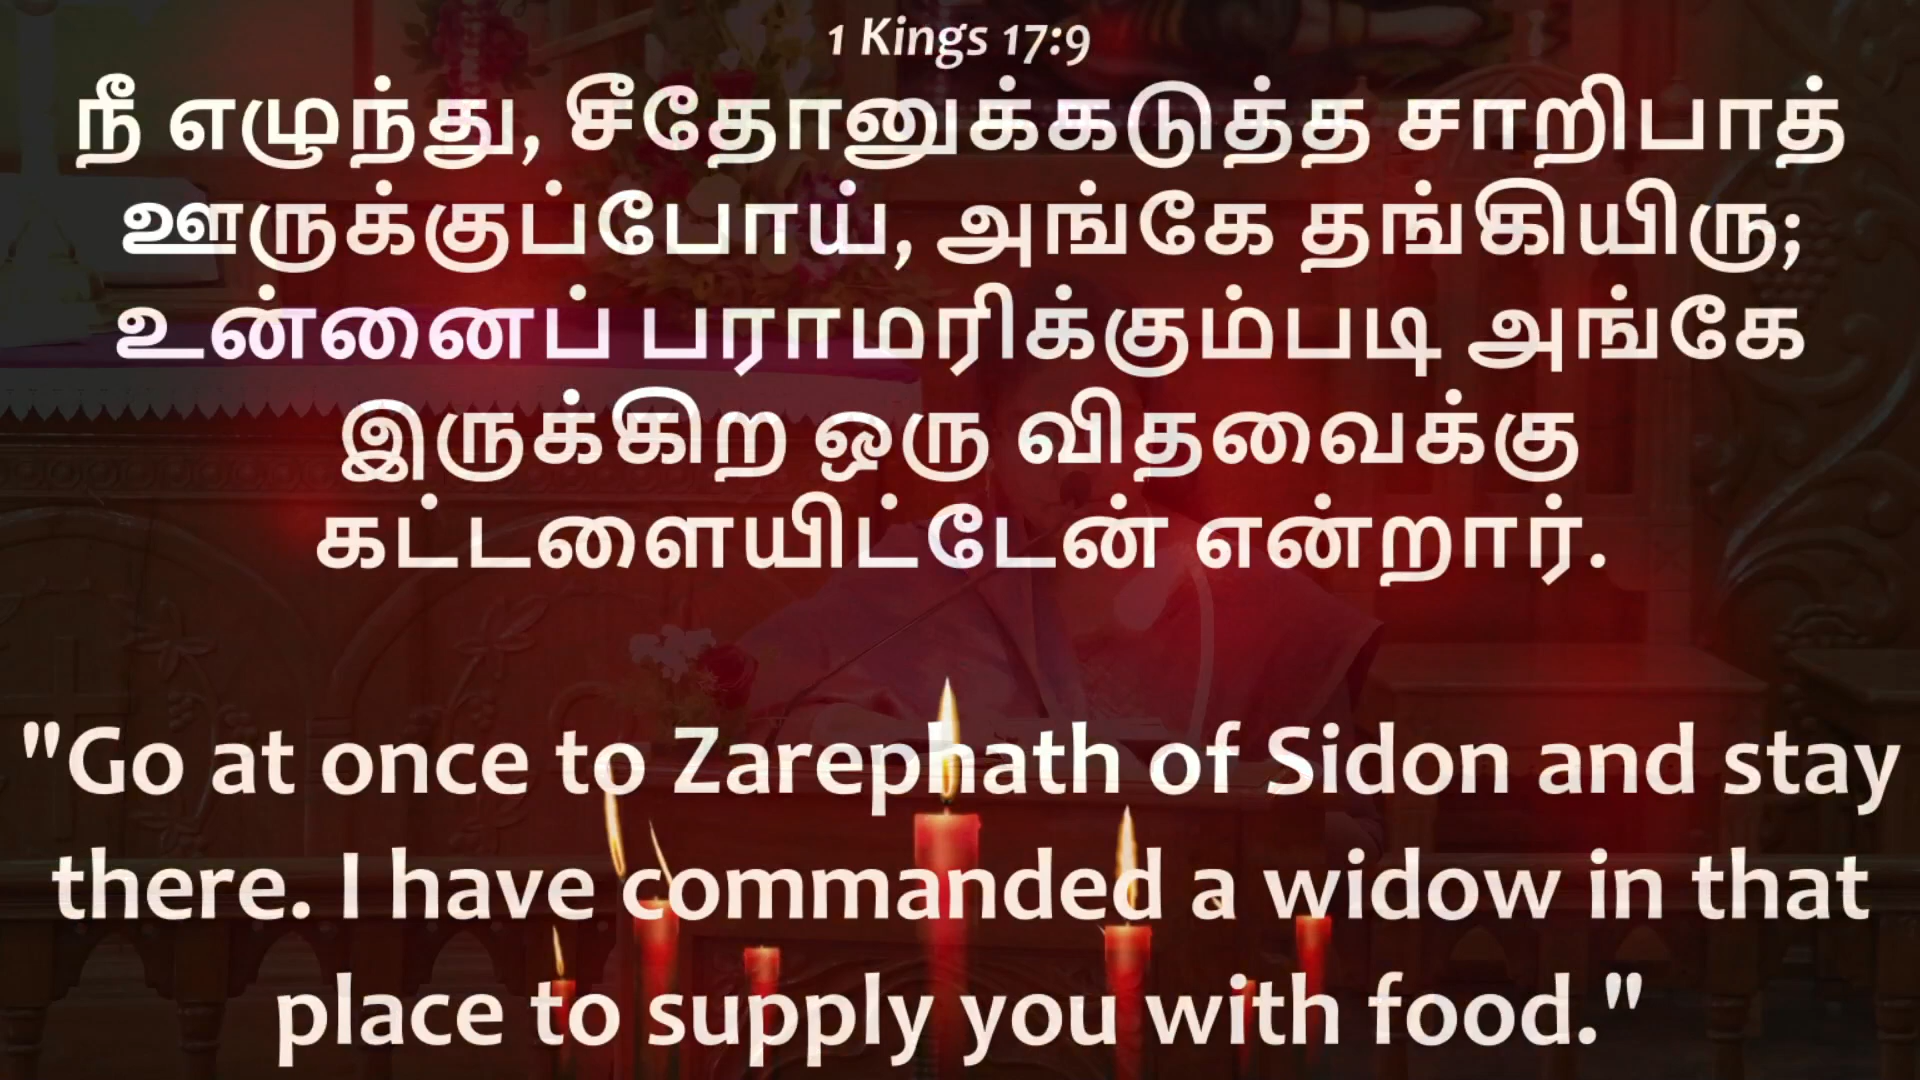 1 Kings 17:9
நீ எழுந்து, சீதோனுக்கடுத்த சாறிபாத்
ஊருக்குப்போய், அங்கே தங்கியிரு;
உன்னைப் பராமரிக்கும்படி அங்கே
இருக்கிற ஒரு விதவைக்கு
கட்டளையிட்டேன் என்றார்.
"Go at once to Zarephath of Sidon and stay
there. I have commanded a widow in that
place to supply you with food."